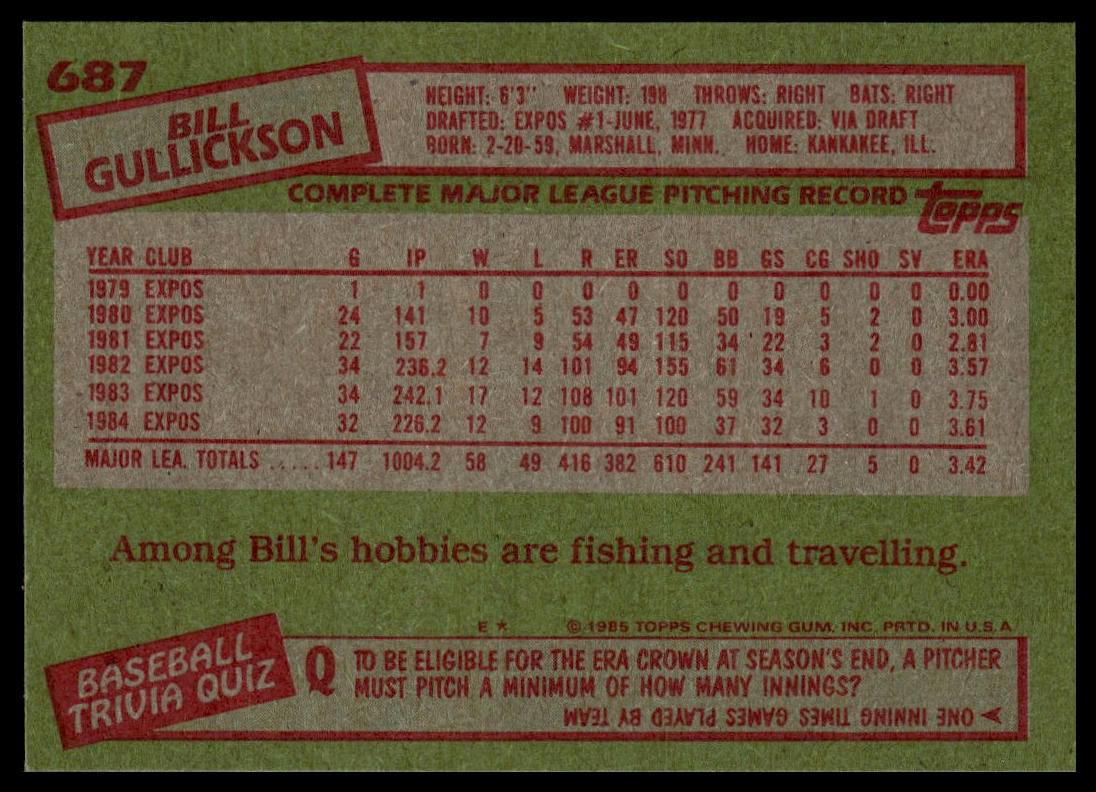 687
BILL
GULLICKSON
HEIGHT: 6'3" WEIGHT: 198 THROWS: RIGHT BATS: RIGHT
DRAFTED: EXPOS #1-JUNE, 1977 ACQUIRED: VIA DRAFT
BORN: 2-20-59, MARSHALL, MINN. HOME: KANKAKEE, ILL.
COMPLETE MAJOR LEAGUE PITCHING RECORD topps
YEAR CLUB G IP W L R ER SO BB GS CG SHO SV ERA
1979 EXPOS 1 1 0 0 0 0 0 0 0 0 0 0 0.00
1980 EXPOS 24 141 10 5 53 47 120 50 19 5 2 0 3.00
1981 EXPOS 22 157 7 9 54 49 115 34 22 3 2 0 2.81
1982 EXPOS 34 236.2 12 14 101 94 155 61 34 6 0 0 3.57
1983 EXPOS 34 242.1 17 12 108 101 120 59 34 10 1 0 3.75
1984 EXPOS 32 226.2 12 9 100 91 100 37 32 3 0 0 3.61
MAJOR LEA. TOTALS ..... 147 1004.2 58 49 416 382 610 241 141 27 5 0 3.42
Among Bill's hobbies are fishing and travelling.
E ★ © 1985 TOPPS CHEWING GUM, INC. PRTD. IN U.S.A.
BASEBALL
TRIVIA QUIZ
Q TO BE ELIGIBLE FOR THE ERA CROWN AT SEASON'S END, A PITCHER
MUST PITCH A MINIMUM OF HOW MANY INNINGS?
ONE INNING TIMES GAMES PLAYED BY TEAM